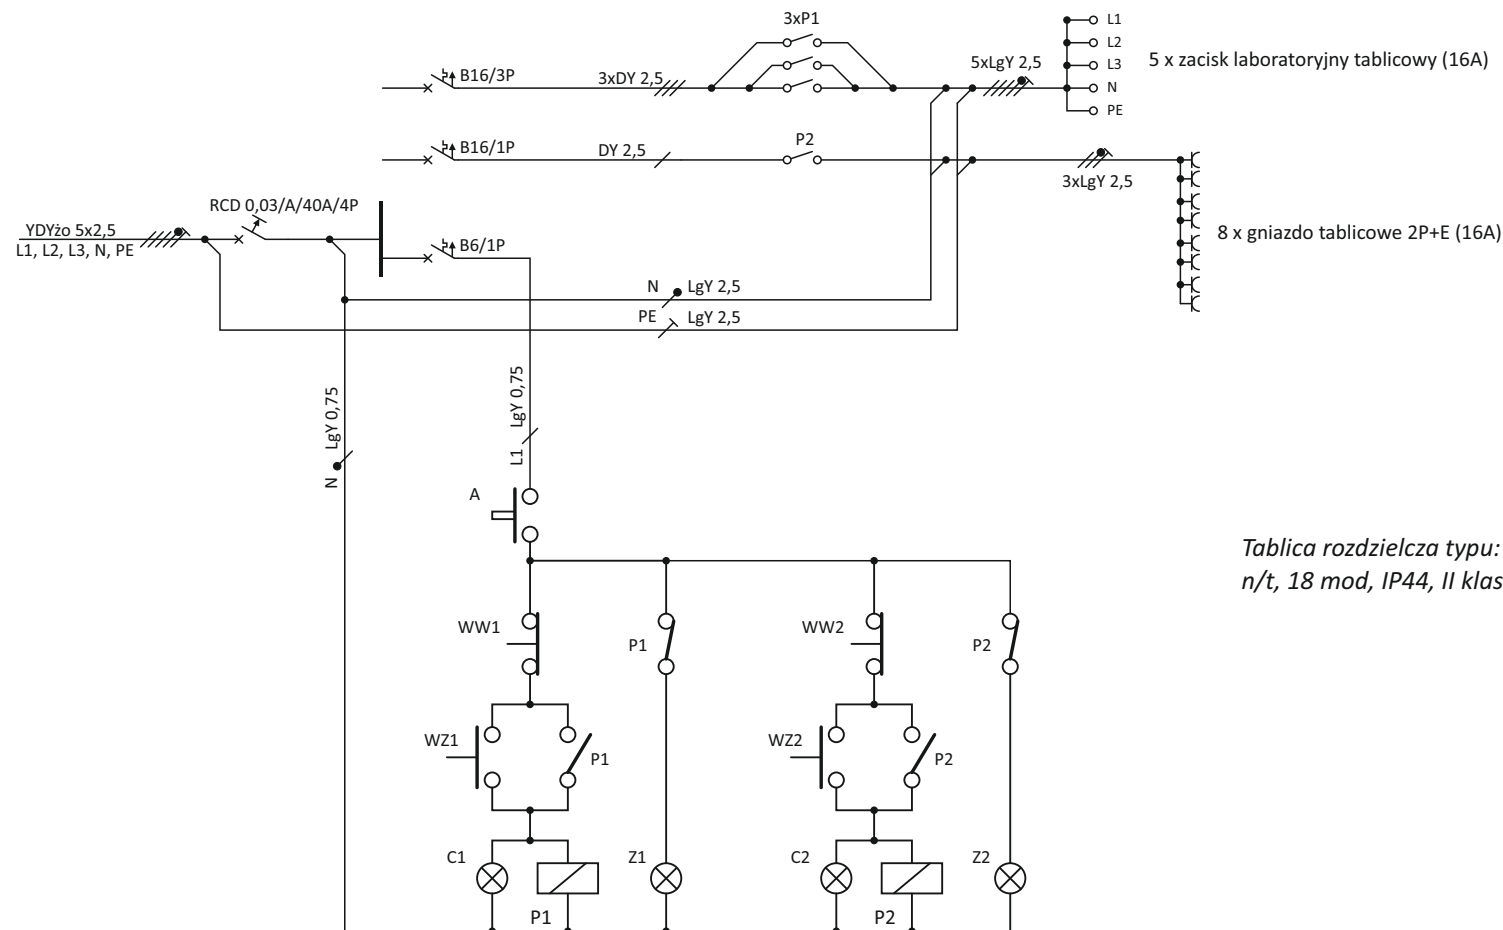 3xP1
L1
L2
L3
N
PE
5xLgY 2,5
5 x zacisk laboratoryjny tablicowy (16A)
B16/3P
3xDY 2,5
B16/1P
DY 2,5
P2
3xLgY 2,5
8 x gniazdo tablicowe 2P+E (16A)
RCD 0,03/A/40A/4P
YDYżo 5x2,5
L1, L2, L3, N, PE
B6/1P
N LgY 2,5
PE LgY 2,5
N LgY 0,75
L1 LgY 0,75
A
Tablica rozdzielcza typu:
n/t, 18 mod, IP44, II klas
WW1
P1
WW2
P2
WZ1
P1
WZ2
P2
C1
Z1
C2
Z2
P1
P2